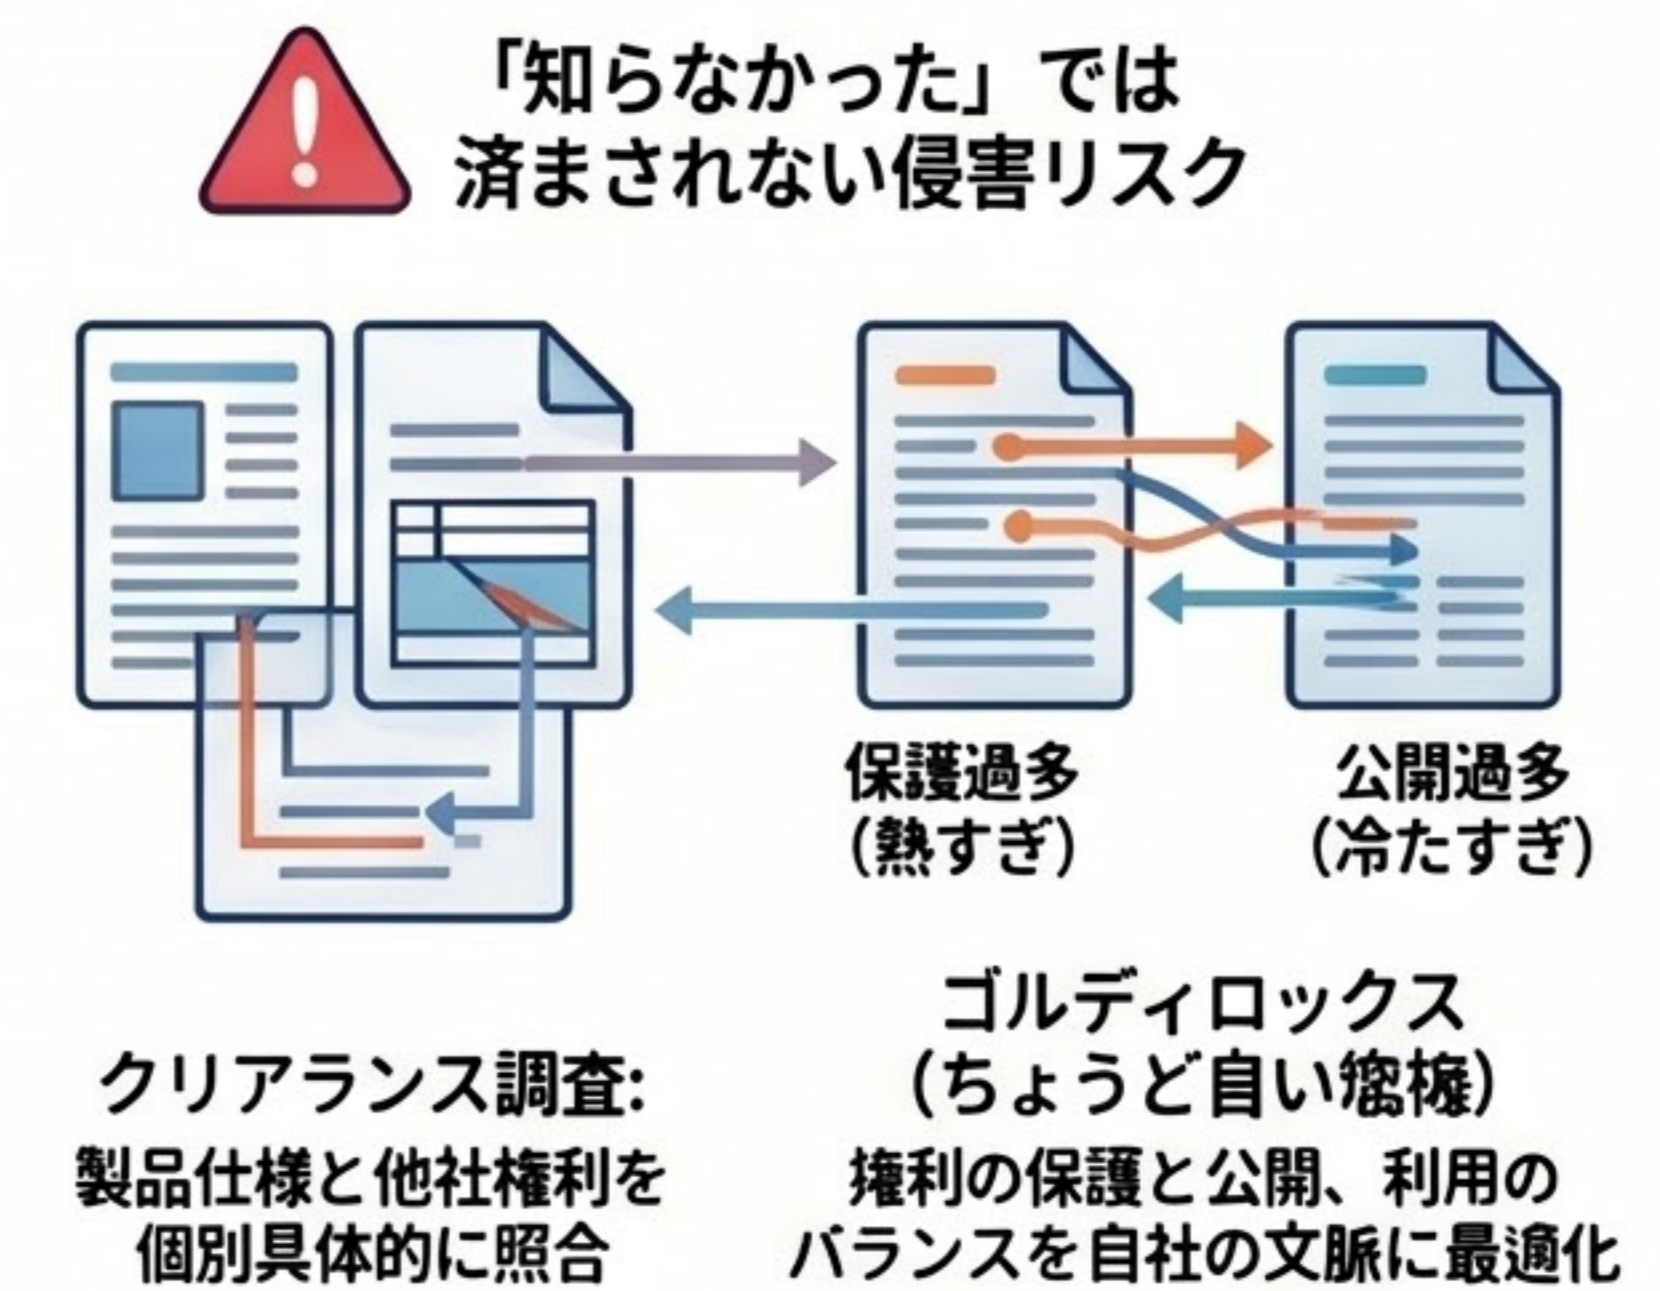 「知らなかった」では
済まされない侵害リスク
保護過多
(熱すぎ)
公開過多
(冷たすぎ)
クリアランス調査:
製品仕様と他社権利を
個別具体的に照合
ゴルディロックス
(ちょうど自い
権利の保護と公開、利用の
バランスを自社の文脈に最適化